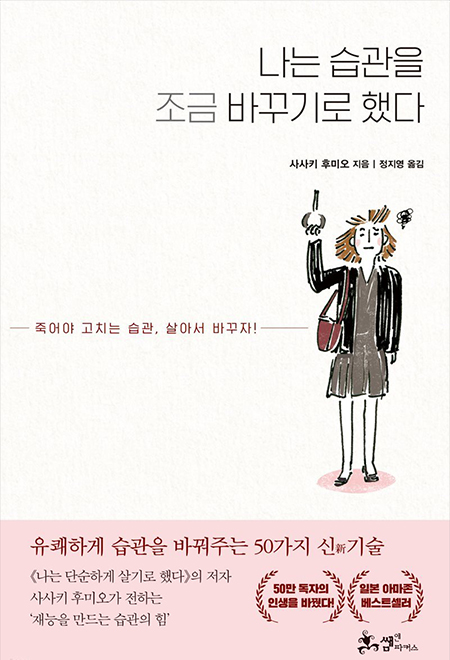 나는 습관을
조금 바꾸기로 했다
사사키 후미오 지음 | 정지영 옮김
죽어야 고치는 습관, 살아서 바꾸자!
유쾌하게 습관을 바꿔주는 50가지 신新기술
《나는 단순하게 살기로 했다》의 저자
사사키 후미오가 전하는
‘재능을 만드는 습관의 힘’
50만 독자의
인생을 바꿨다!
일본 아마존
베스트셀러
쌤앤파커스